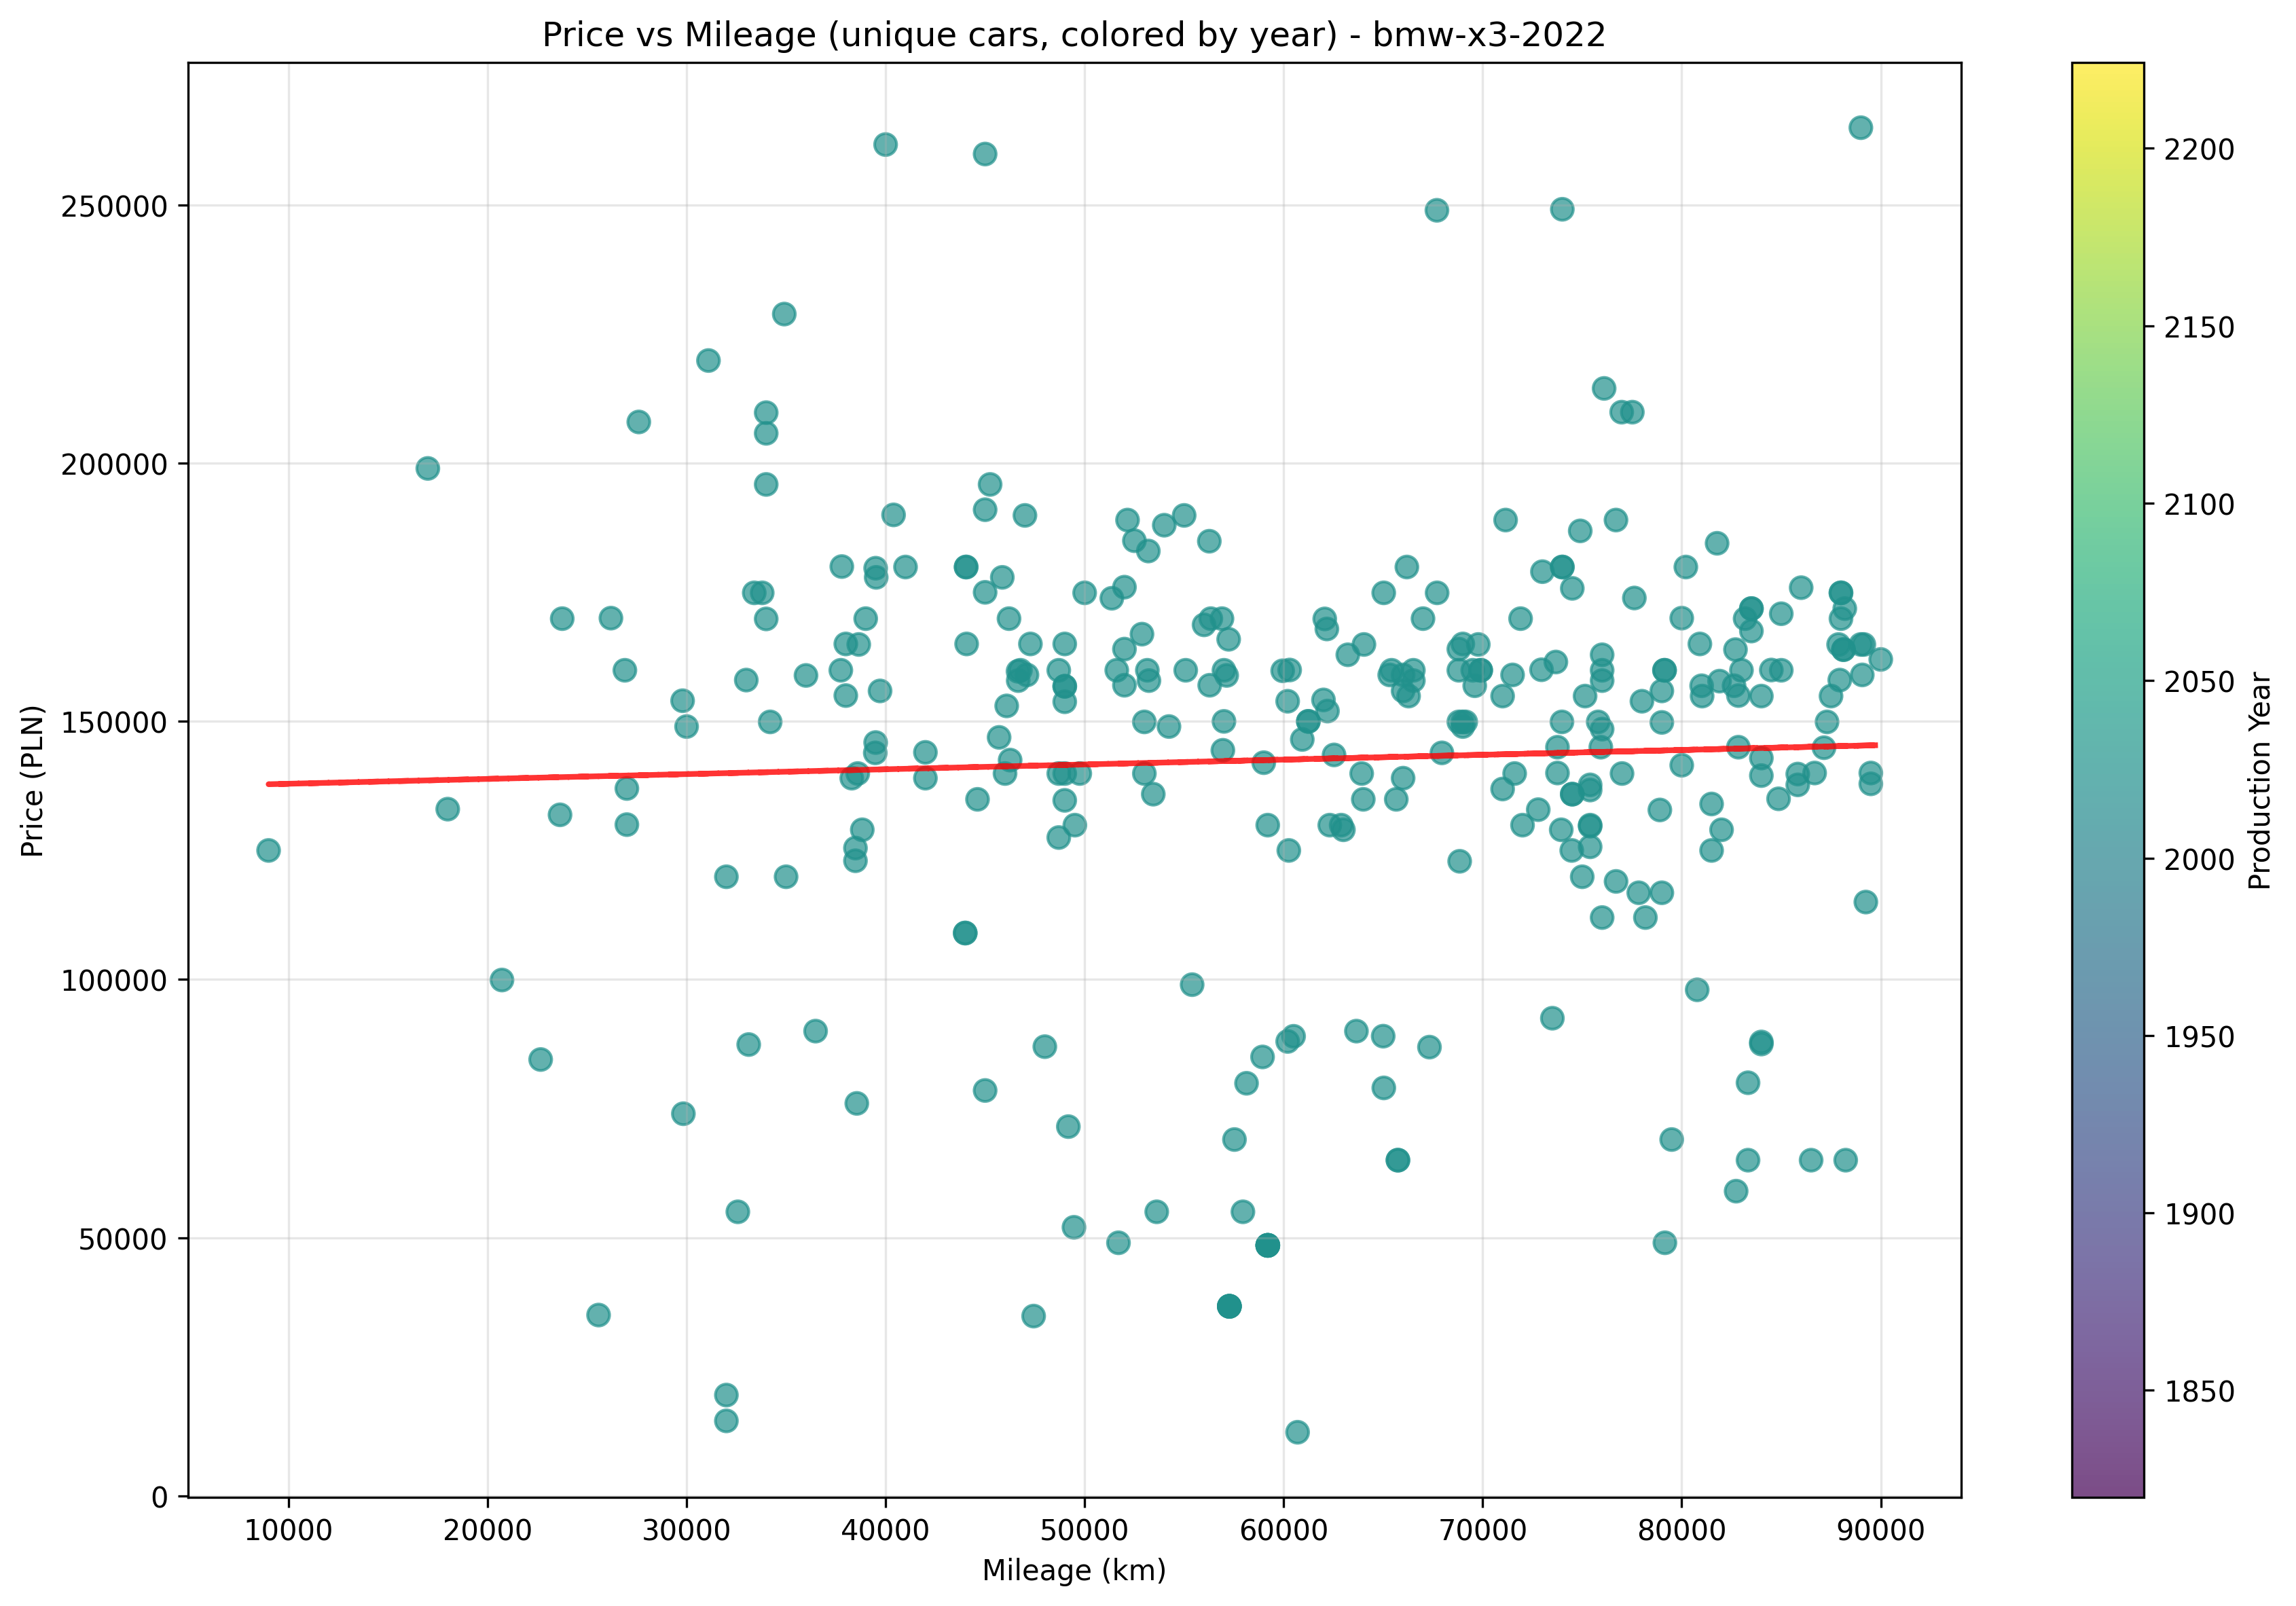 Price vs Mileage (unique cars, colored by year) - bmw-x3-2022
250000
200000
150000
100000
50000
0
Price (PLN)
10000 20000 30000 40000 50000 60000 70000 80000 90000
Mileage (km)
2200
2150
2100
2050
2000
1950
1900
1850
Production Year